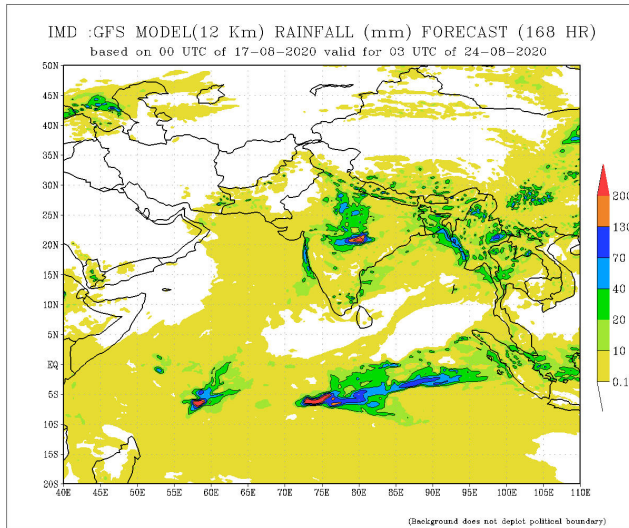 IMD :GFS MODEL(12 Km) RAINFALL (mm) FORECAST (168 HR)
based on 00 UTC of 17-08-2020 valid for 03 UTC of 24-08-2020
50N
45N
40N
35N
30N
25N
20N
15N
10N
5N
EQ
5S
10S
15S
20S
40E 45E 50E 55E 60E 65E 70E 75E 80E 85E 90E 95E 100E 105E 110E
200
130
70
40
20
10
0.1
(Background does not depict political boundary)